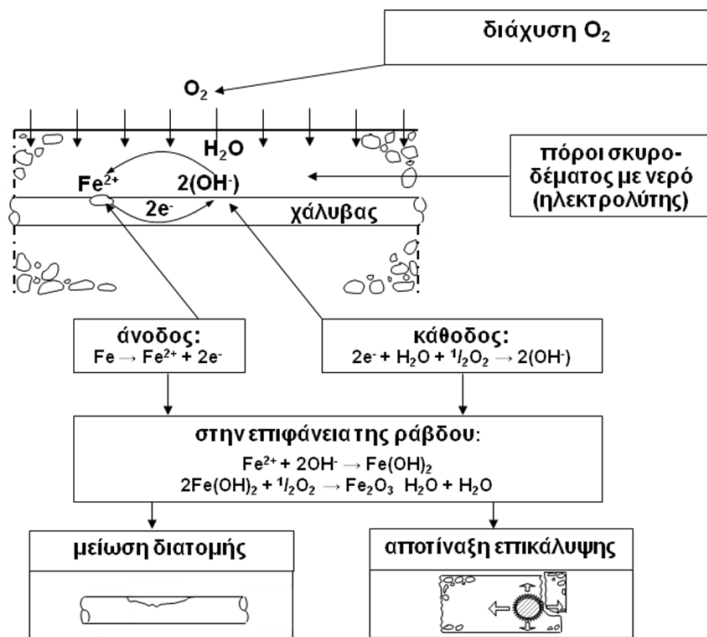 διάχυση O₂
O₂
H₂O
Fe²⁺ 2(OH⁻)
2e⁻
χάλυβας
πόροι σκυρο-
δέματος με νερό
(ηλεκτρολύτης)
άνοδος:
Fe → Fe²⁺ + 2e⁻
κάθοδος:
2e⁻ + H₂O + ¹/₂O₂ → 2(OH⁻)
στην επιφάνεια της ράβδου:
Fe²⁺ + 2OH⁻ → Fe(OH)₂
2Fe(OH)₂ + ¹/₂O₂ → Fe₂O₃ H₂O + H₂O
μείωση διατομής
αποτίναξη επικάλυψης